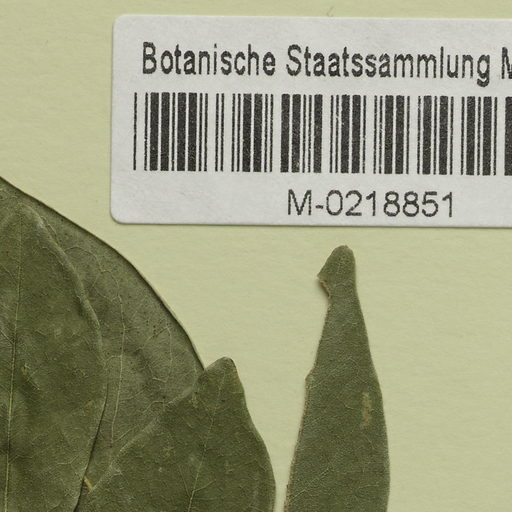 Botanische Staatssammlung M
M-0218851